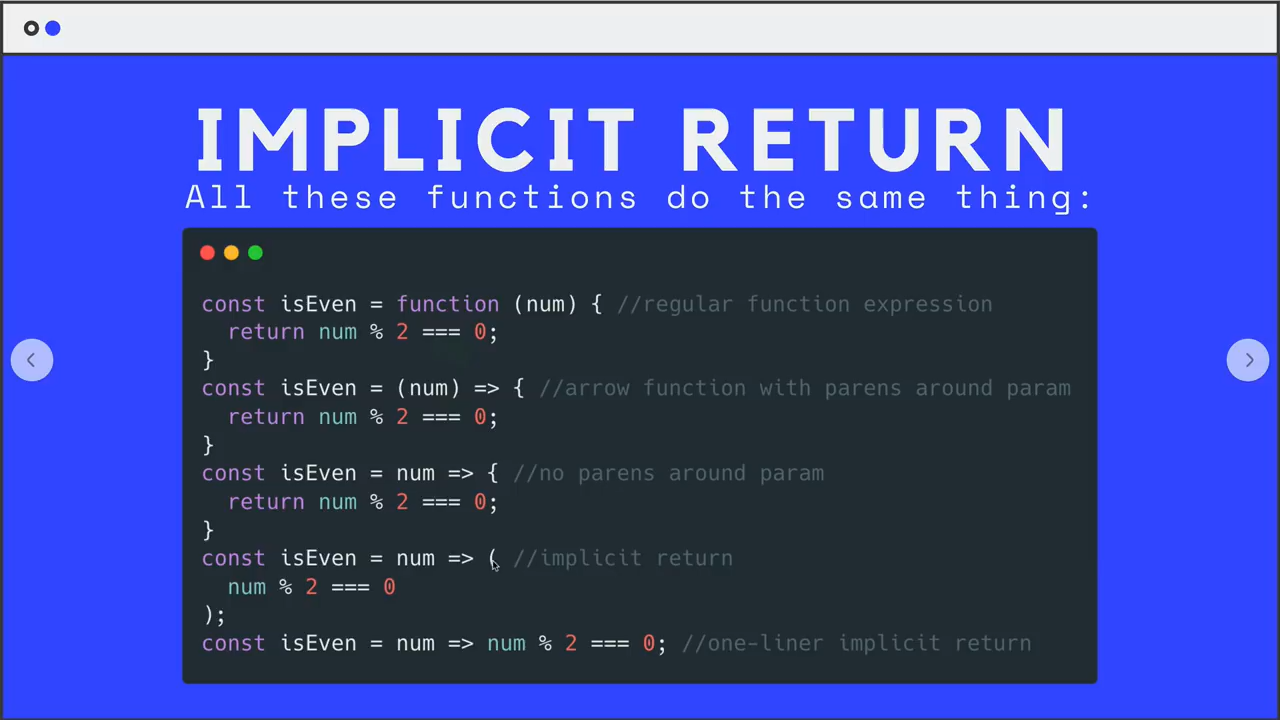 IMPLICIT RETURN
All these functions do the same thing:
const isEven = function (num) { //regular function expression
  return num % 2 === 0;
}
const isEven = (num) => { //arrow function with parens around param
  return num % 2 === 0;
}
const isEven = num => { //no parens around param
  return num % 2 === 0;
}
const isEven = num => ( //implicit return
  num % 2 === 0
);
const isEven = num => num % 2 === 0; //one-liner implicit return